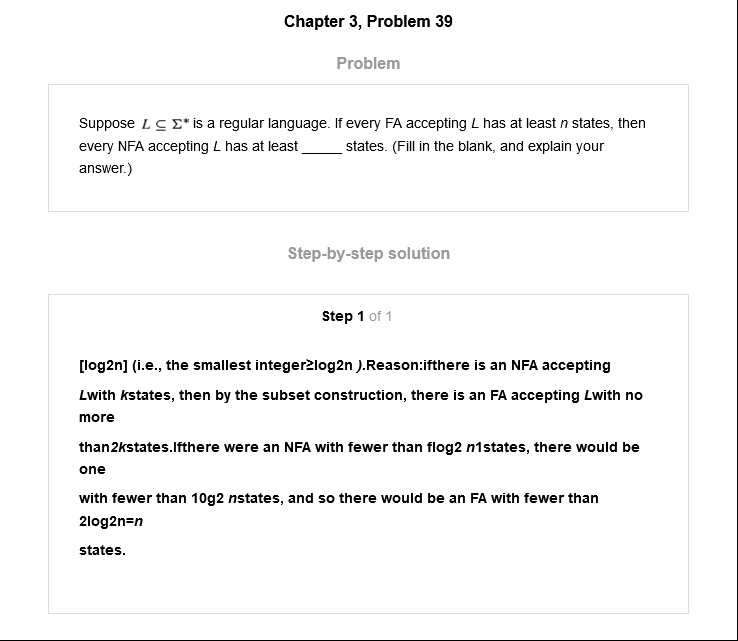 Chapter 3, Problem 39
Problem
Suppose L ⊆ Σ* is a regular language. If every FA accepting L has at least n states, then
every NFA accepting L has at least _____ states. (Fill in the blank, and explain your
answer.)
Step-by-step solution
Step 1 of 1
[log2n] (i.e., the smallest integer≥log2n ).Reason:ifthere is an NFA accepting
Lwith kstates, then by the subset construction, there is an FA accepting Lwith no
more
than2kstates.Ifthere were an NFA with fewer than flog2 n1states, there would be
one
with fewer than 10g2 nstates, and so there would be an FA with fewer than
2log2n=n
states.